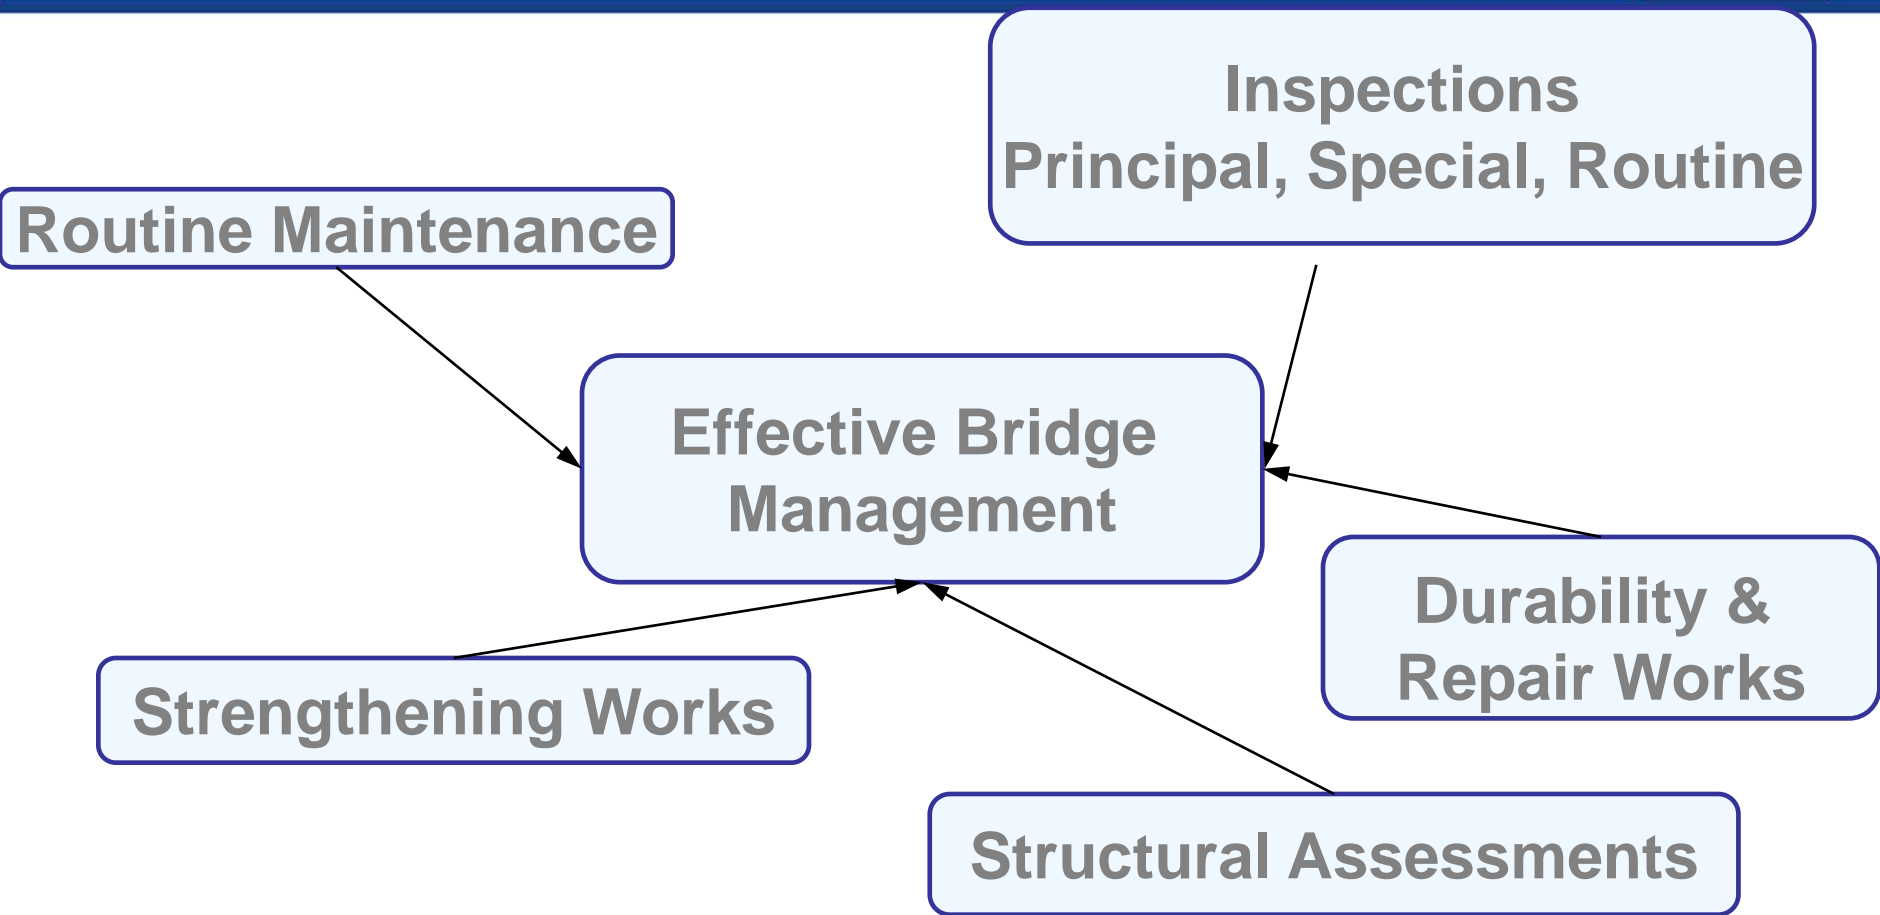 Inspections
Principal, Special, Routine
Routine Maintenance
Effective Bridge
Management
Durability &
Repair Works
Strengthening Works
Structural Assessments